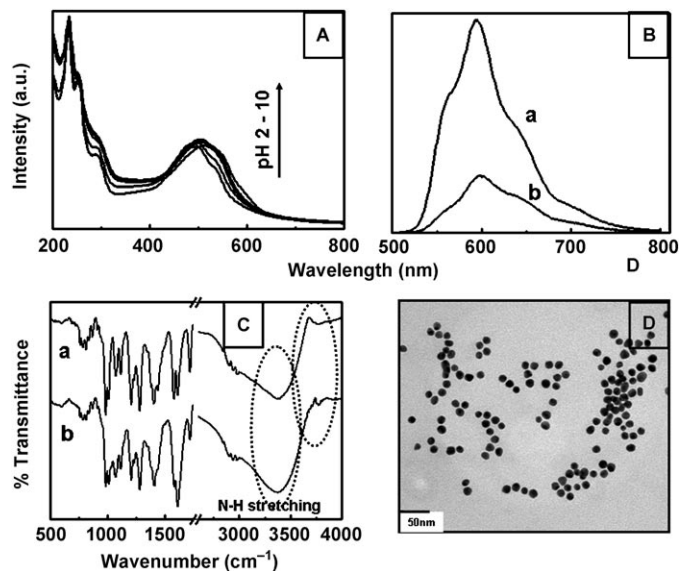 A
B
Intensity (a.u.)
pH 2 - 10
a
b
200 400 600 800
500 600 700 800
Wavelength (nm)
D
C
D
a
b
% Transmittance
N-H stretching
500 1000 1500 3000 3500 4000
Wavenumber (cm⁻¹)
50nm